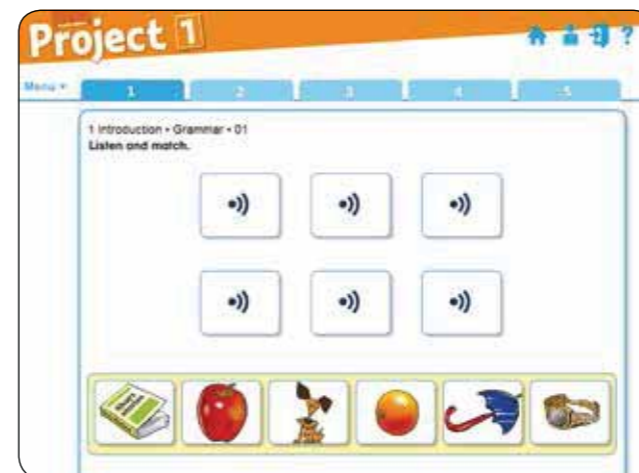 Project 1
?
Menu
1 2 3 4 5
1 Introduction • Grammar • 01
Listen and match.